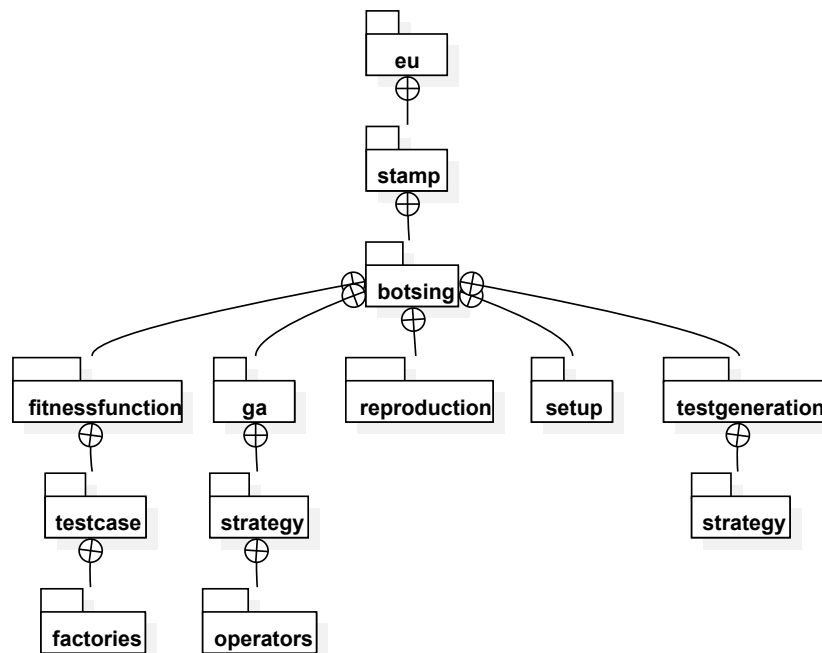 eu
stamp
botsing
fitnessfunction
ga
reproduction
setup
testgeneration
testcase
strategy
strategy
factories
operators